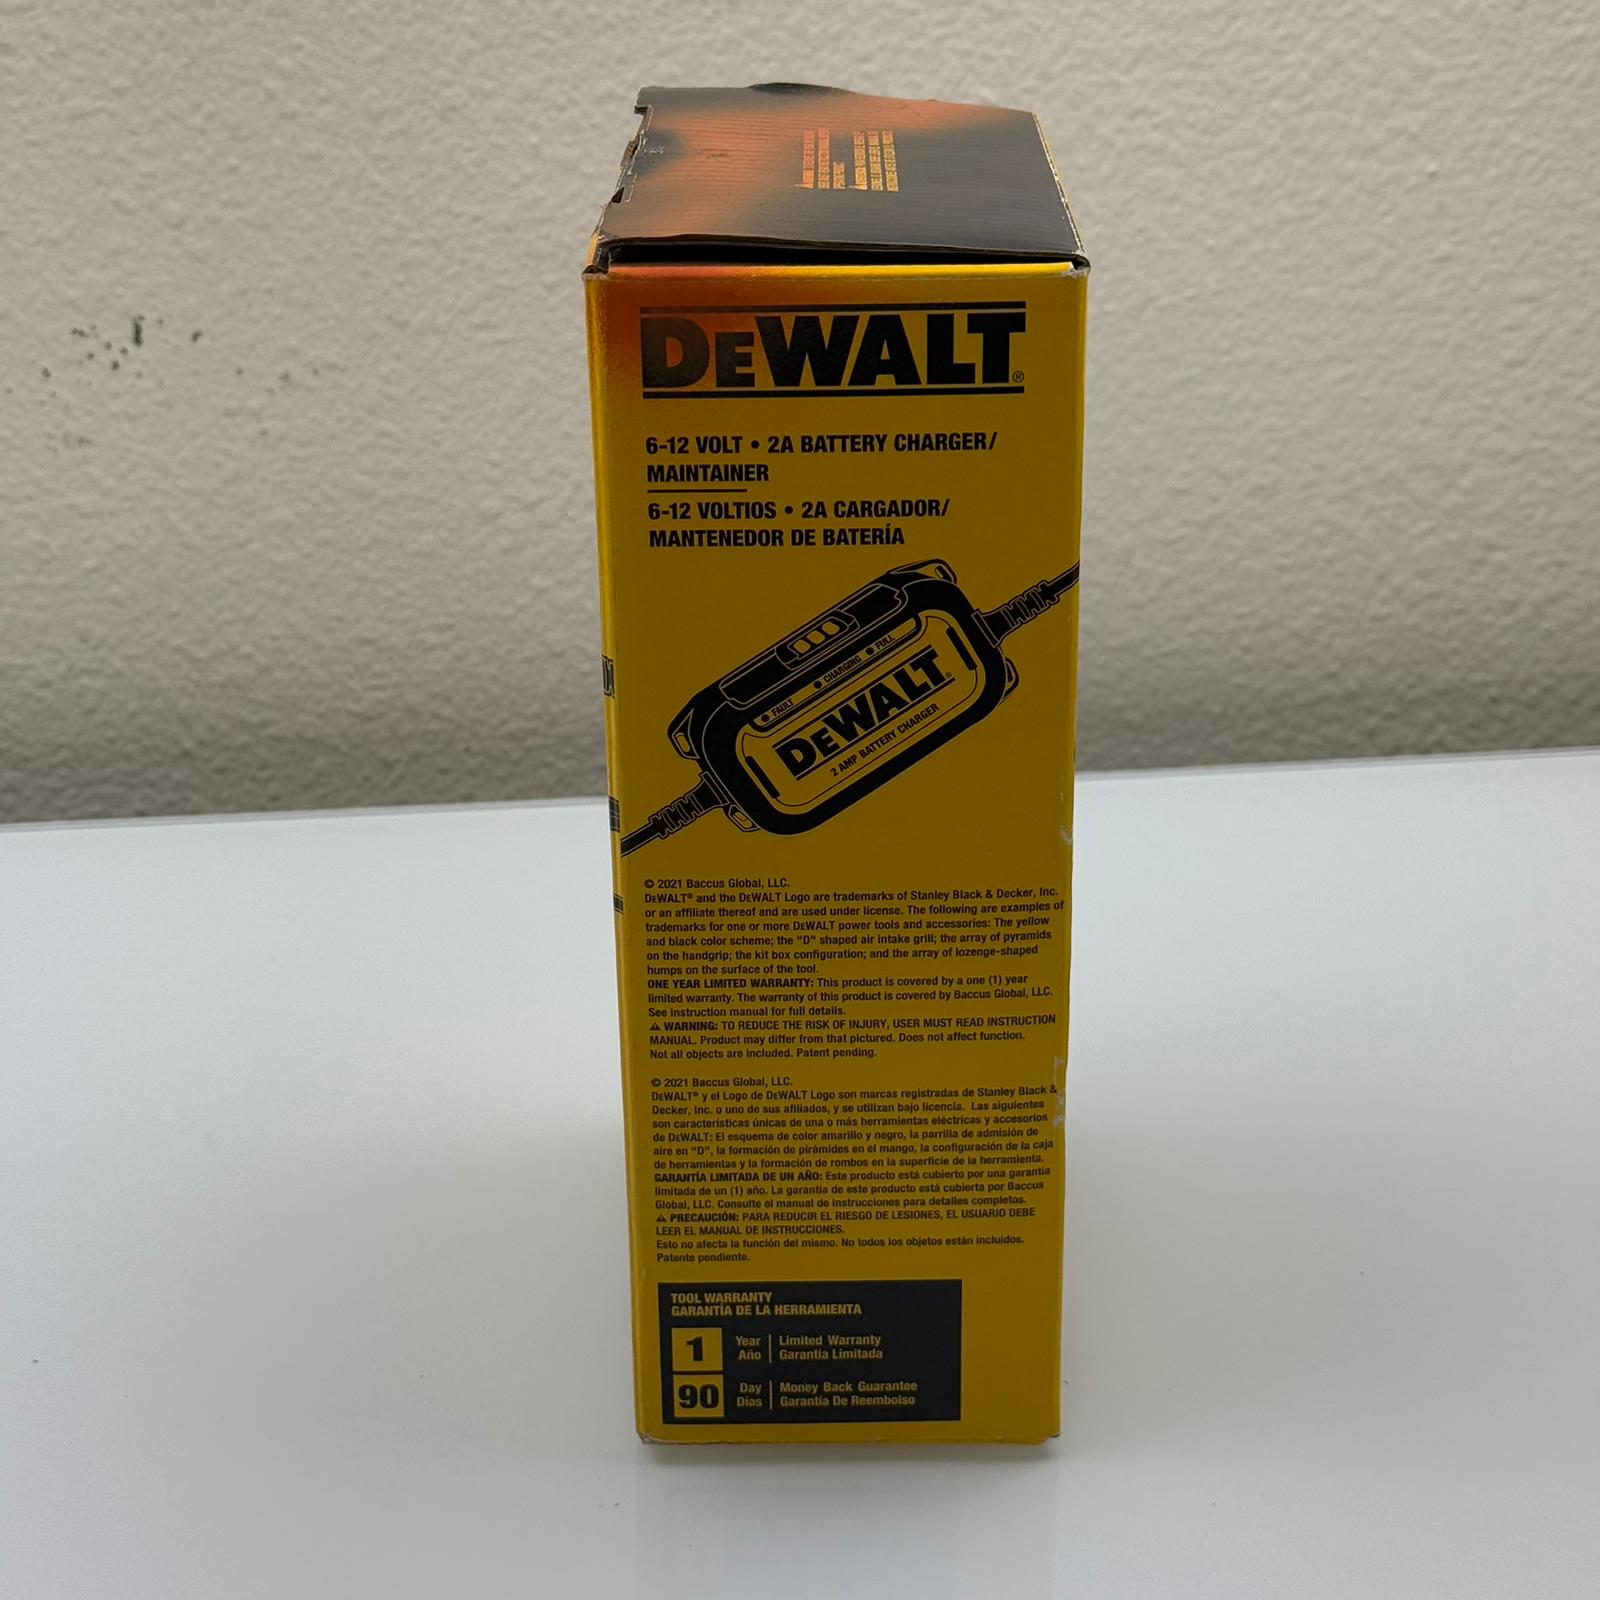 DEWALT®
6-12 VOLT • 2A BATTERY CHARGER/
MAINTAINER
6-12 VOLTIOS • 2A CARGADOR/
MANTENEDOR DE BATERÍA
FAULT CHARGING FULL
DEWALT
2 AMP BATTERY CHARGER
© 2021 Baccus Global, LLC.
DEWALT® and the DEWALT Logo are trademarks of Stanley Black & Decker, Inc.
or an affiliate thereof and are used under license. The following are examples of
trademarks for one or more DEWALT power tools and accessories: The yellow
and black color scheme; the "D" shaped air intake grill; the array of pyramids
on the handgrip; the kit box configuration; and the array of lozenge-shaped
humps on the surface of the tool.
ONE YEAR LIMITED WARRANTY: This product is covered by a one (1) year
limited warranty. The warranty of this product is covered by Baccus Global, LLC.
See instruction manual for full details.
⚠ WARNING: TO REDUCE THE RISK OF INJURY, USER MUST READ INSTRUCTION
MANUAL. Product may differ from that pictured. Does not affect function.
Not all objects are included. Patent pending.
© 2021 Baccus Global, LLC.
DEWALT® y el Logo de DEWALT Logo son marcas registradas de Stanley Black &
Decker, Inc. o uno de sus afiliados, y se utilizan bajo licencia. Las siguientes
son características únicas de una o más herramientas eléctricas y accesorios
de DEWALT: El esquema de color amarillo y negro, la parrilla de admisión de
aire en "D", la formación de pirámides en el mango, la configuración de la caja
de herramientas y la formación de rombos en la superficie de la herramienta.
GARANTÍA LIMITADA DE UN AÑO: Este producto está cubierto por una garantía
limitada de un (1) año. La garantía de este producto está cubierta por Baccus
Global, LLC. Consulte el manual de instrucciones para detalles completos.
⚠ PRECAUCIÓN: PARA REDUCIR EL RIESGO DE LESIONES, EL USUARIO DEBE
LEER EL MANUAL DE INSTRUCCIONES.
Esto no afecta la función del mismo. No todos los objetos están incluidos.
Patente pendiente.
TOOL WARRANTY
GARANTÍA DE LA HERRAMIENTA
1 Year Año Limited Warranty Garantía Limitada
90 Day Días Money Back Guarantee Garantía De Reembolso